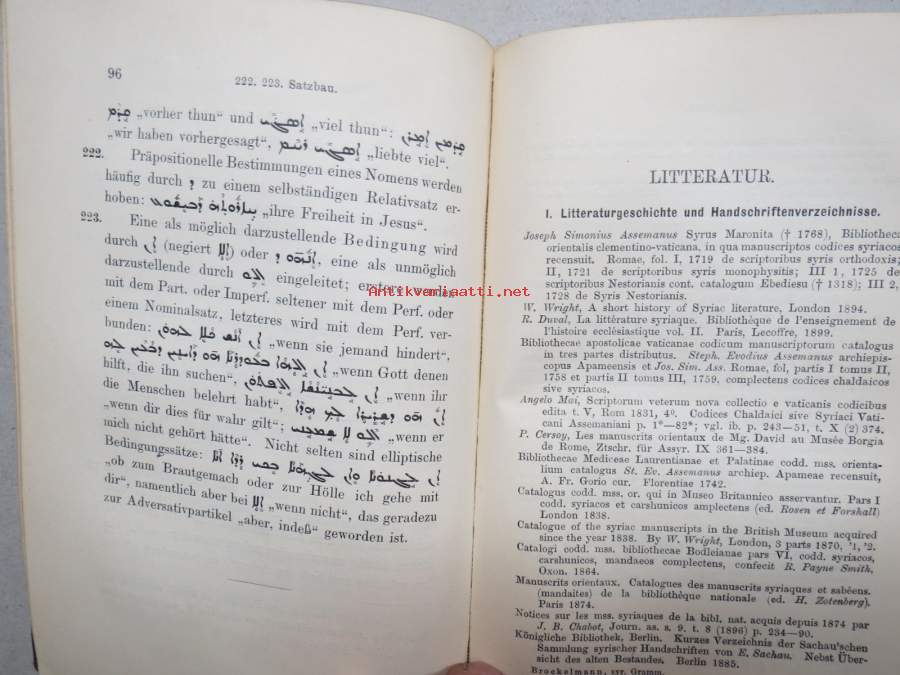 96
222. 223. Satzbau.
„vorher thun“ und „viel thun“:
„wir haben vorhergesagt“, „liebte viel“.
222. Präpositionelle Bestimmungen eines Nomens werden
häufig durch ܕ zu einem selbständigen Relativsatz er-
hoben: „ihre Freiheit in Jesus“.
223. Eine als möglich darzustellende Bedingung wird
durch ܐܢ (negiert ܐܠܐ) oder, eine als unmöglich
darzustellende durch ܐܠܘ eingeleitet; erstere werden
mit dem Part. oder Imperf. seltener mit dem Perf. oder
einem Nominalsatz, letzteres wird mit dem Perf. ver-
bunden: „wenn sie jemand hindert“,
„wenn Gott denen
hilft, die ihn suchen“, „wenn ihr
die Menschen belehrt habt“,
„wenn dir dies für wahr gilt“; „wenn er
mich nicht gehört hätte“. Nicht selten sind elliptische
Bedingungssätze:
„ob zum Brautgemach oder zur Hölle ich gehe mit
dir“, namentlich aber bei ܐܠܐ „wenn nicht“, das geradezu
zur Adversativpartikel „aber, indeß“ geworden ist.
Antikvariaatti.net
LITTERATUR.
I. Litteraturgeschichte und Handschriftenverzeichnisse.
Joseph Simonius Assemanus Syrus Maronita († 1768), Bibliotheca
orientalis clementino-vaticana, in qua manuscriptos codices syriacos
recensuit. Romae, fol. I, 1719 de scriptoribus syris orthodoxis;
II, 1721 de scriptoribus syris monophysitis; III 1, 1725 de
scriptoribus Nestorianis cont. catalogum Ebediesu († 1318); III 2,
1728 de Syris Nestorianis.
W. Wright, A short history of Syriac literature, London 1894.
R. Duval, La littérature syriaque. Bibliothèque de l'enseignement de
l'histoire ecclésiastique vol. II. Paris, Lecoffre, 1899.
Bibliothecae apostolicae vaticanae codicum manuscriptorum catalogus
in tres partes distributus. Steph. Evodius Assemanus archiepis-
copus Apameensis et Jos. Sim. Ass. Romae, fol, partis I tomus II,
1758 et partis II tomus III, 1759. complectens codices chaldaicos
sive syriacos.
Angelo Mai, Scriptorum veterum nova collectio e vaticanis codicibus
edita t. V, Rom 1831, 4º. Codices Chaldaici sive Syriaci Vati-
cani Assemaniani p. 1*—82*; vgl. ib. p. 243—51, t. X (2) 374.
P. Cersoy, Les manuscrits orientaux de Mg. David au Musée Borgia
de Rome, Ztschr. für Assyr. IX 361—384.
Bibliothecae Mediceae Laurentianae et Palatinae codd. mss. orienta-
lium catalogus St. Ev. Assemanus archiep. Apameae recensuit,
A. Fr. Gorio cur. Florentiae 1742.
Catalogus codd. mss. or. qui in Museo Britannico asservantur. Pars I
codd. syriacos et carshunicos amplectens (ed. Rosen et Forshall)
London 1838.
Catalogue of the syriac manuscripts in the British Museum acquired
since the year 1838. By W. Wright, London, 3 parts 1870, '1, '2.
Catalogi codd. mss. bibliothecae Bodleianae pars VI, codd. syriacos,
carshunicos, mandaeos complectens, confecit R. Payne Smith,
Oxon. 1864.
Manuscrits orientaux. Catalogues des manuscrits syriaques et sabéens.
(mandaïtes) de la bibliothèque nationale (ed. H. Zotenberg).
Paris 1874.
Notices sur les mss. syriaques de la bibl. nat. acquis depuis 1874 par
J. B. Chabot, Journ. as. s. 9. t. 8 (1896) p. 234—90.
Königliche Bibliothek, Berlin. Kurzes Verzeichnis der Sachau'schen
Sammlung syrischer Handschriften von E. Sachau. Nebst Über-
sicht des alten Bestandes. Berlin 1885.
Brockelmann, syr. Gramm.